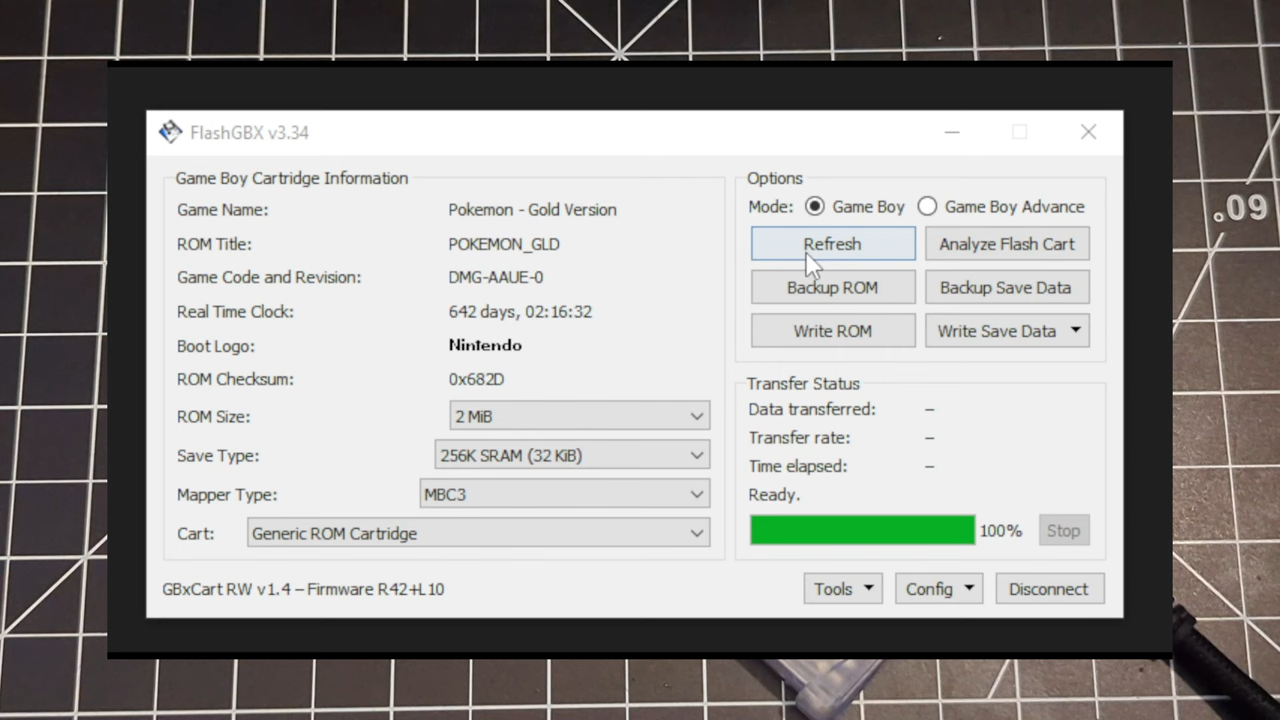 FlashGBX v3.34
Game Boy Cartridge Information
Game Name: Pokemon - Gold Version
ROM Title: POKEMON_GLD
Game Code and Revision: DMG-AAUE-0
Real Time Clock: 642 days, 02:16:32
Boot Logo: Nintendo
ROM Checksum: 0x682D
ROM Size: 2 MiB
Save Type: 256K SRAM (32 KiB)
Mapper Type: MBC3
Cart: Generic ROM Cartridge
GBxCart RW v1.4 – Firmware R42+L10
Options
Mode: Game Boy Game Boy Advance
Refresh Analyze Flash Cart
Backup ROM Backup Save Data
Write ROM Write Save Data
Transfer Status
Data transferred: –
Transfer rate: –
Time elapsed: –
Ready.
100% Stop
Tools Config Disconnect
.09